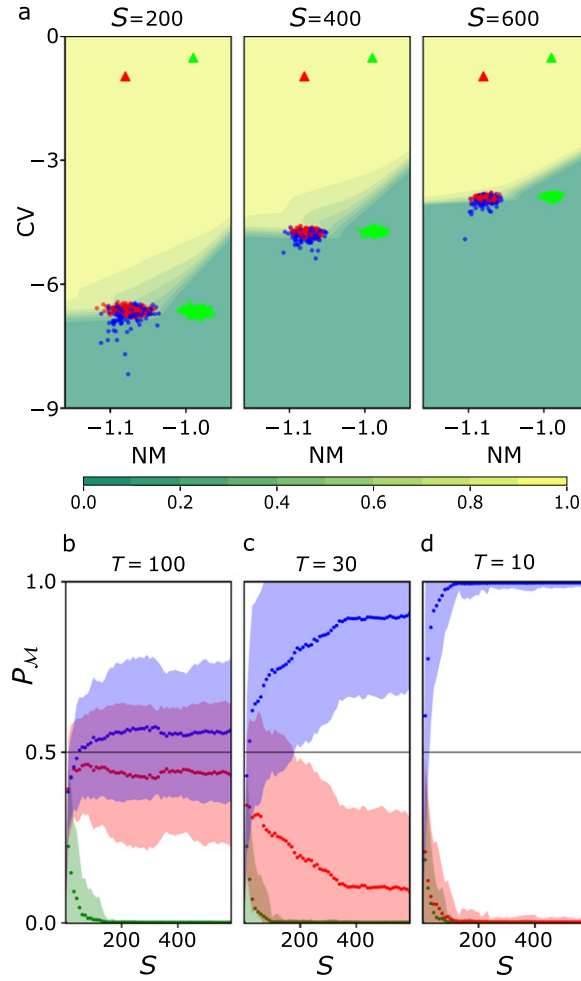 a
S=200 S=400 S=600
0
−3
CV
−6
−9
−1.1 −1.0 −1.1 −1.0 −1.1 −1.0
NM NM NM
0.0 0.2 0.4 0.6 0.8 1.0
b c d
T = 100 T = 30 T = 10
1.0
P_M
0.5
0.0
200 400 200 400 200 400
S S S